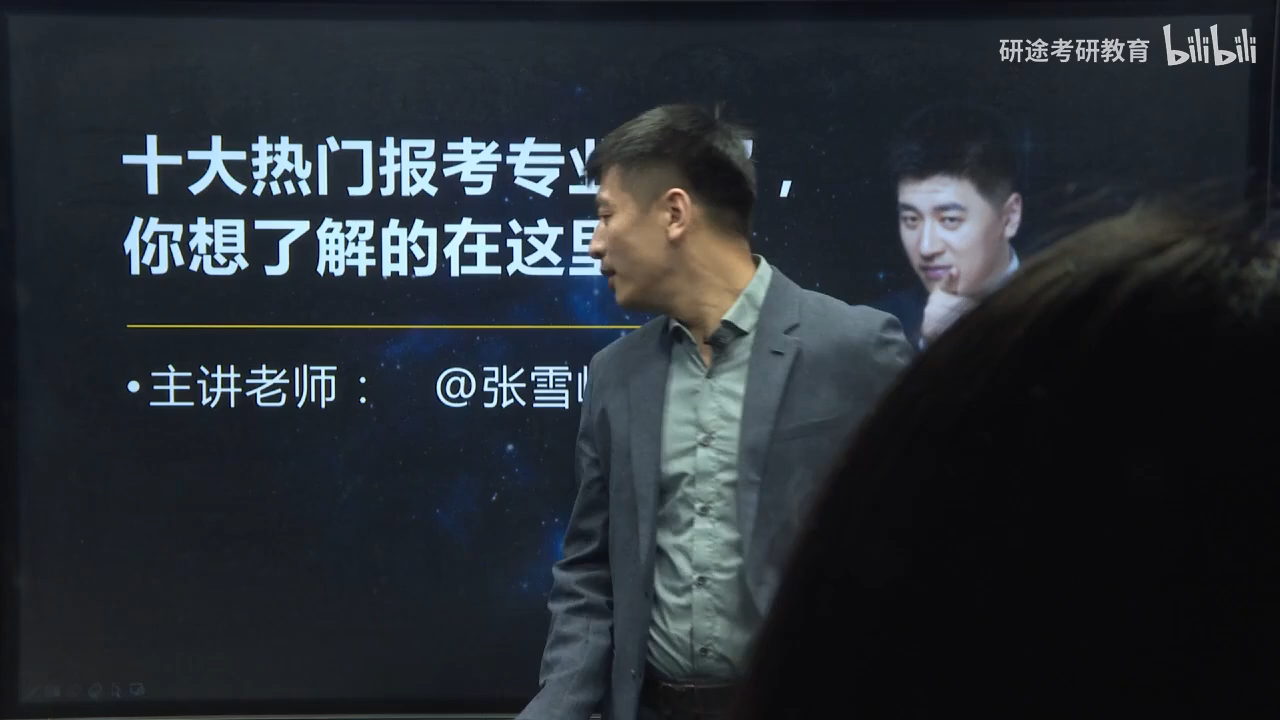 研途考研教育 bilibili
十大热门报考专业
,
你想了解的在这里
•主讲老师： @张雪